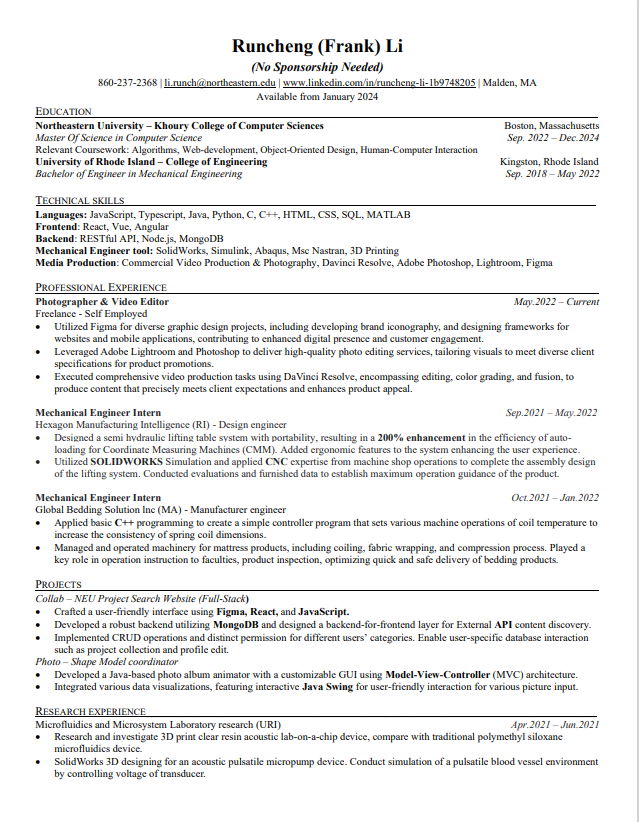 Runcheng (Frank) Li
(No Sponsorship Needed)
860-237-2368 | li.runch@northeastern.edu | www.linkedin.com/in/runcheng-li-1b9748205 | Malden, MA
Available from January 2024
EDUCATION
Northeastern University – Khoury College of Computer Sciences Boston, Massachusetts
Master Of Science in Computer Science Sep. 2022 – Dec.2024
Relevant Coursework: Algorithms, Web-development, Object-Oriented Design, Human-Computer Interaction
University of Rhode Island – College of Engineering Kingston, Rhode Island
Bachelor of Engineer in Mechanical Engineering Sep. 2018 – May 2022
TECHNICAL SKILLS
Languages: JavaScript, Typescript, Java, Python, C, C++, HTML, CSS, SQL, MATLAB
Frontend: React, Vue, Angular
Backend: RESTful API, Node.js, MongoDB
Mechanical Engineer tool: SolidWorks, Simulink, Abaqus, Msc Nastran, 3D Printing
Media Production: Commercial Video Production & Photography, Davinci Resolve, Adobe Photoshop, Lightroom, Figma
PROFESSIONAL EXPERIENCE
Photographer & Video Editor May.2022 – Current
Freelance - Self Employed
• Utilized Figma for diverse graphic design projects, including developing brand iconography, and designing frameworks for
websites and mobile applications, contributing to enhanced digital presence and customer engagement.
• Leveraged Adobe Lightroom and Photoshop to deliver high-quality photo editing services, tailoring visuals to meet diverse client
specifications for product promotions.
• Executed comprehensive video production tasks using DaVinci Resolve, encompassing editing, color grading, and fusion, to
produce content that precisely meets client expectations and enhances product appeal.
Mechanical Engineer Intern Sep.2021 – May.2022
Hexagon Manufacturing Intelligence (RI) - Design engineer
• Designed a semi hydraulic lifting table system with portability, resulting in a 200% enhancement in the efficiency of auto-
loading for Coordinate Measuring Machines (CMM). Added ergonomic features to the system enhancing the user experience.
• Utilized SOLIDWORKS Simulation and applied CNC expertise from machine shop operations to complete the assembly design
of the lifting system. Conducted evaluations and furnished data to establish maximum operation guidance of the product.
Mechanical Engineer Intern Oct.2021 – Jan.2022
Global Bedding Solution Inc (MA) - Manufacturer engineer
• Applied basic C++ programming to create a simple controller program that sets various machine operations of coil temperature to
increase the consistency of spring coil dimensions.
• Managed and operated machinery for mattress products, including coiling, fabric wrapping, and compression process. Played a
key role in operation instruction to faculties, product inspection, optimizing quick and safe delivery of bedding products.
PROJECTS
Collab – NEU Project Search Website (Full-Stack)
• Crafted a user-friendly interface using Figma, React, and JavaScript.
• Developed a robust backend utilizing MongoDB and designed a backend-for-frontend layer for External API content discovery.
• Implemented CRUD operations and distinct permission for different users' categories. Enable user-specific database interaction
such as project collection and profile edit.
Photo – Shape Model coordinator
• Developed a Java-based photo album animator with a customizable GUI using Model-View-Controller (MVC) architecture.
• Integrated various data visualizations, featuring interactive Java Swing for user-friendly interaction for various picture input.
RESEARCH EXPERIENCE
Microfluidics and Microsystem Laboratory research (URI) Apr.2021 – Jun.2021
• Research and investigate 3D print clear resin acoustic lab-on-a-chip device, compare with traditional polymethyl siloxane
microfluidics device.
• SolidWorks 3D designing for an acoustic pulsatile micropump device. Conduct simulation of a pulsatile blood vessel environment
by controlling voltage of transducer.